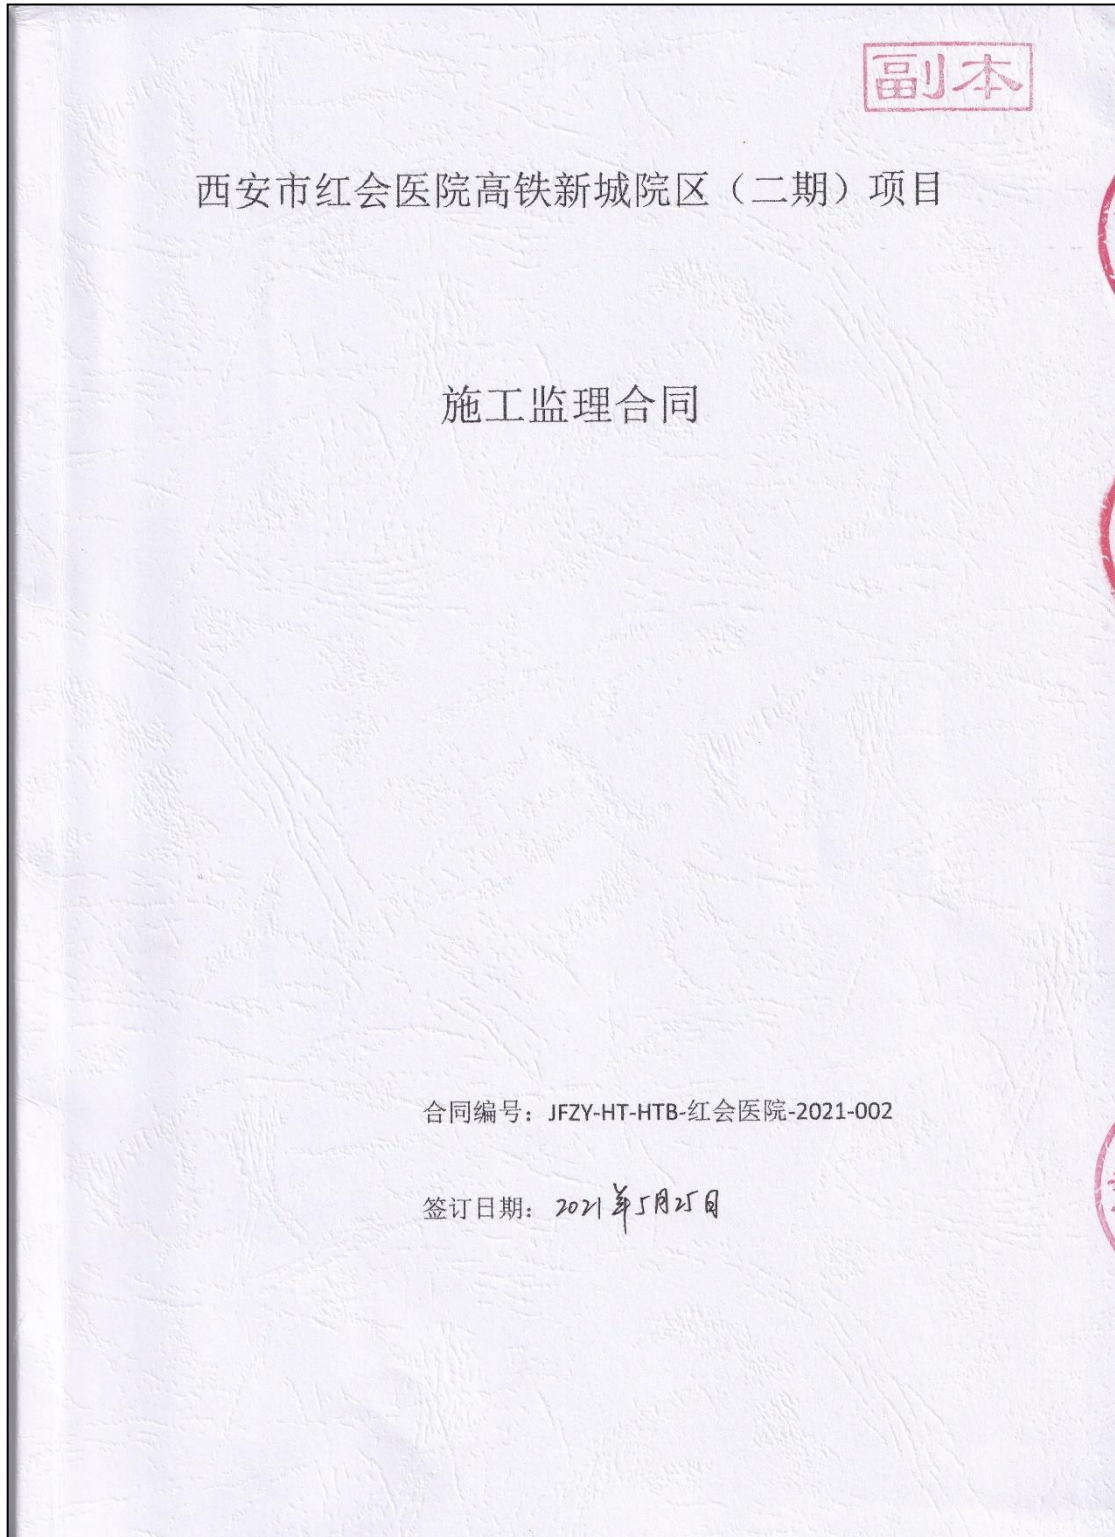 副本
西安市红会医院高铁新城院区（二期）项目
施工监理合同
合同编号：JFZY-HT-HTB-红会医院-2021-002
签订日期：2021年5月25日